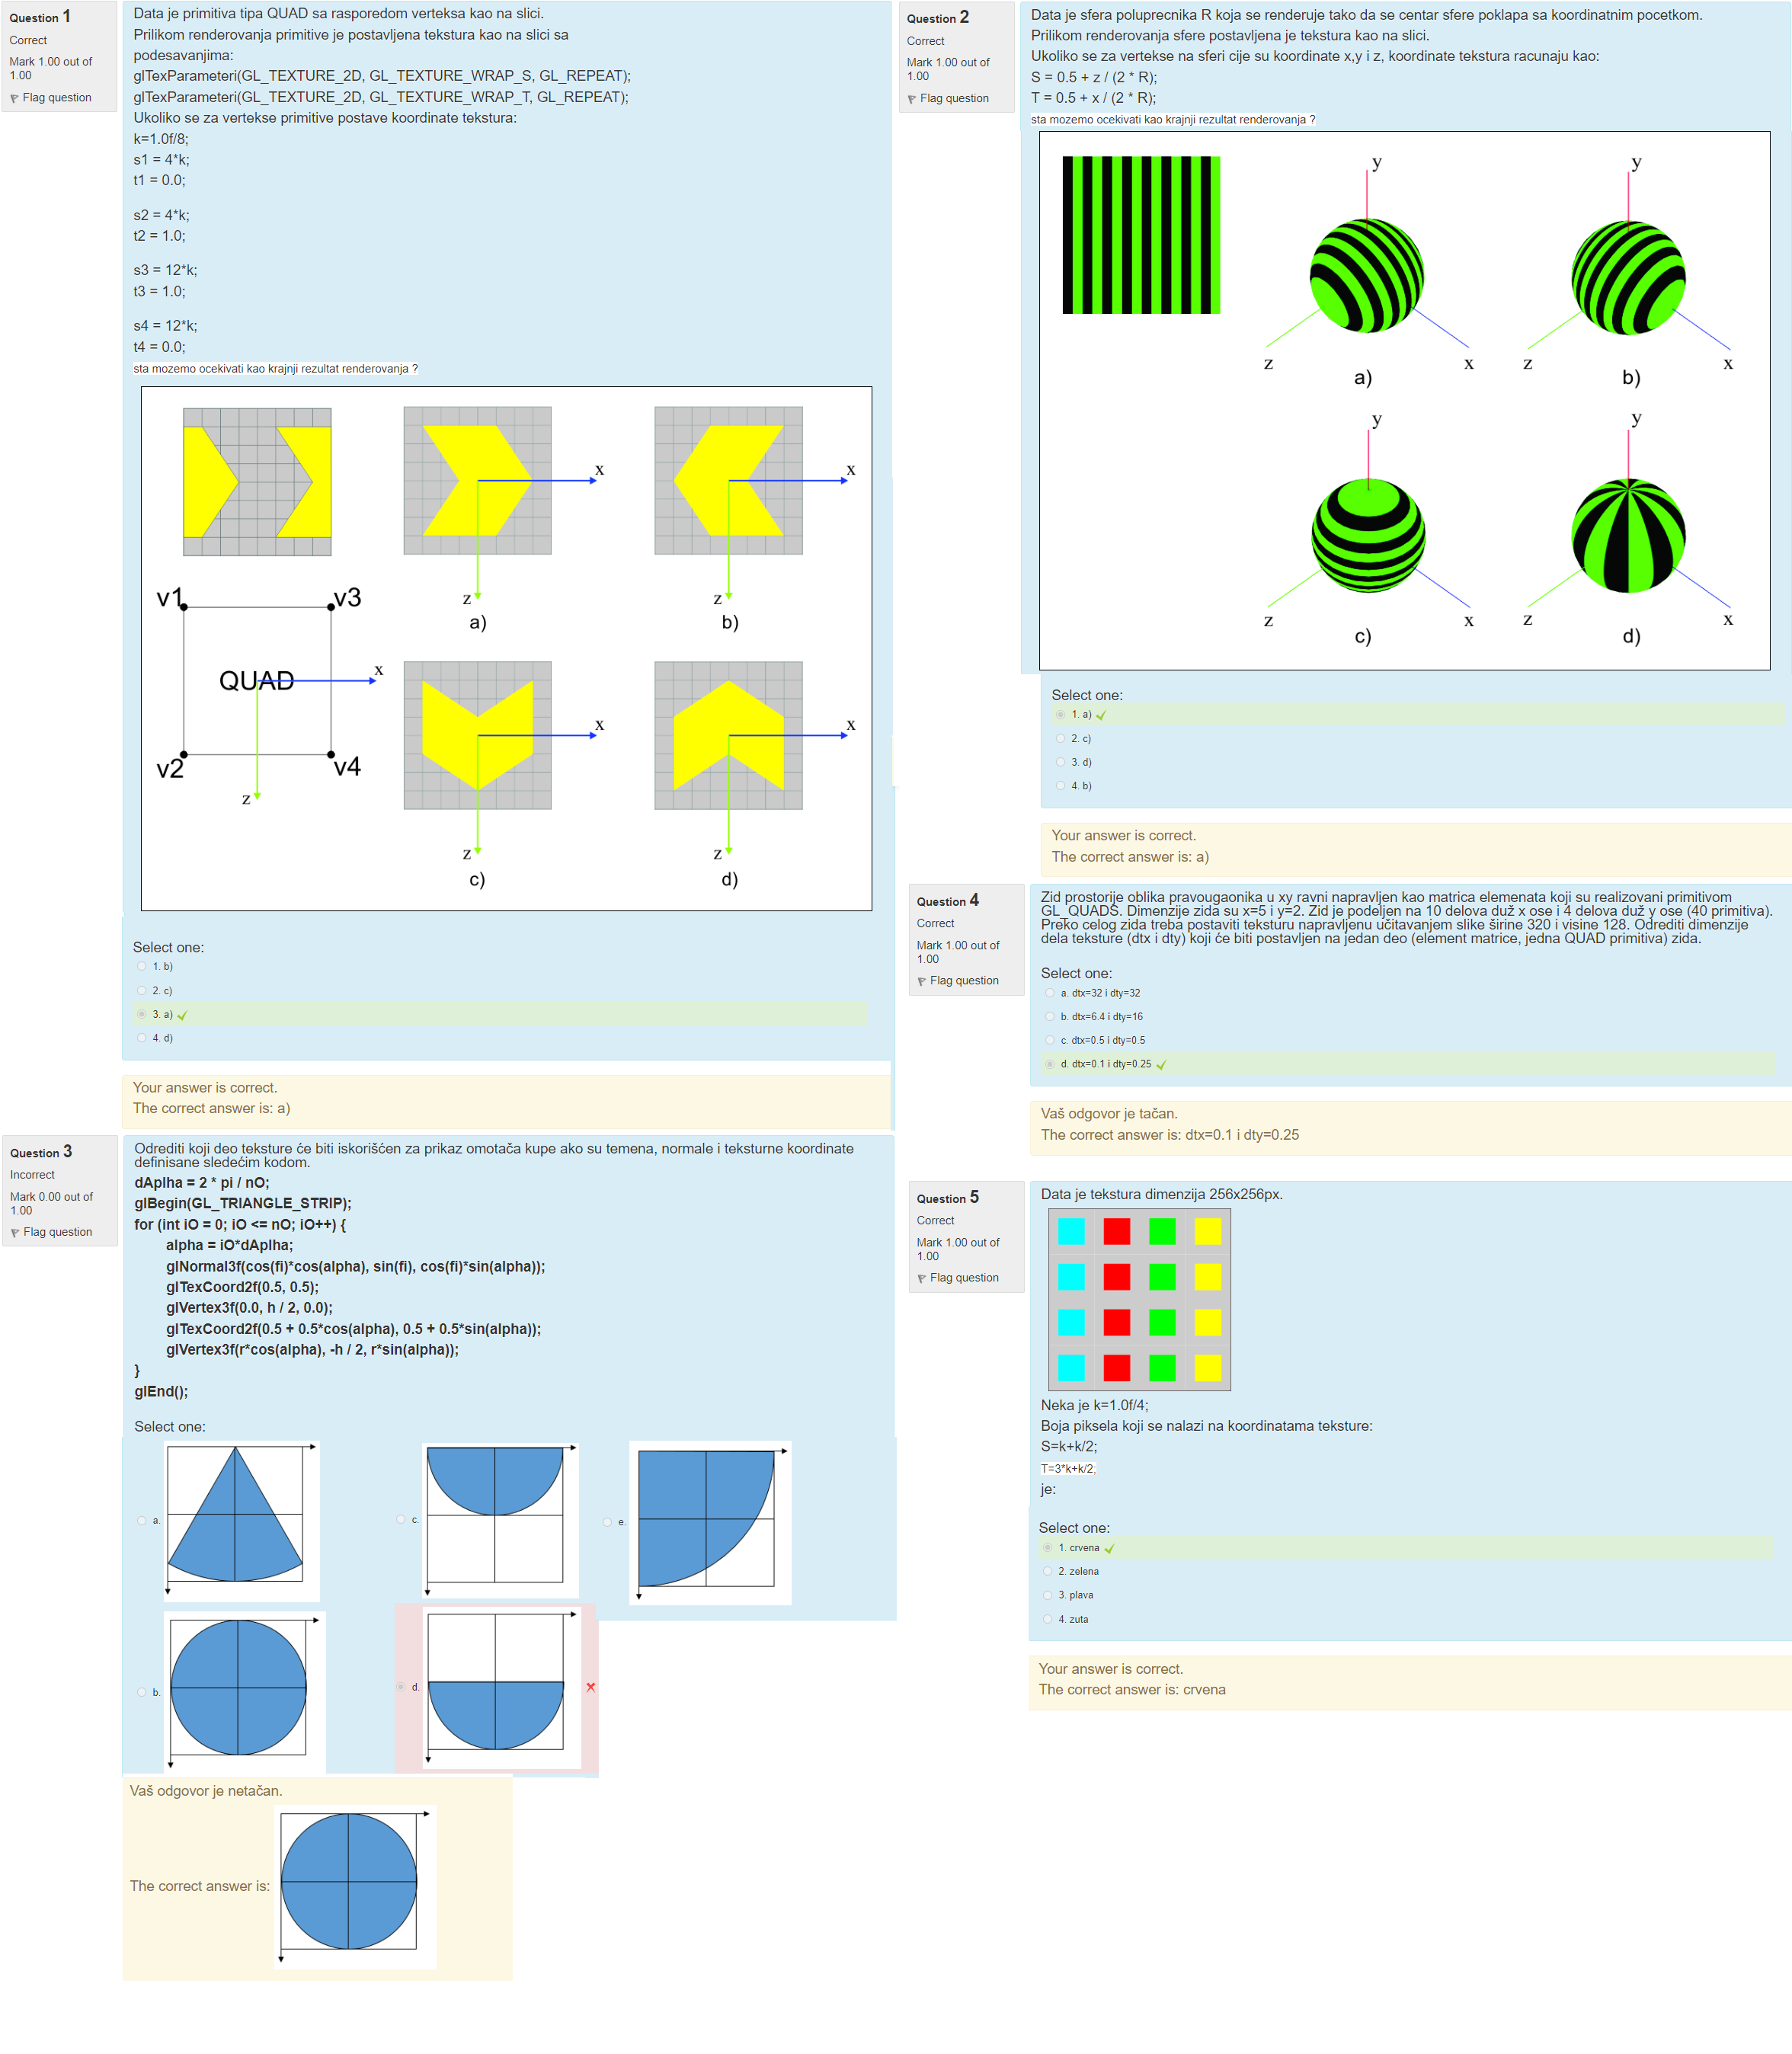 Question 1
Correct
Mark 1.00 out of
1.00
Flag question
Data je primitiva tipa QUAD sa rasporedom verteksa kao na slici.
Prilikom renderovanja primitive je postavljena tekstura kao na slici sa
podesavanjima:
glTexParameteri(GL_TEXTURE_2D, GL_TEXTURE_WRAP_S, GL_REPEAT);
glTexParameteri(GL_TEXTURE_2D, GL_TEXTURE_WRAP_T, GL_REPEAT);
Ukoliko se za vertekse primitive postave koordinate tekstura:
k=1.0f/8;
s1 = 4*k;
t1 = 0.0;
s2 = 4*k;
t2 = 1.0;
s3 = 12*k;
t3 = 1.0;
s4 = 12*k;
t4 = 0.0;
sta mozemo ocekivati kao krajnji rezultat renderovanja ?
x
x
z
z
a)
b)
v1
v3
QUAD
x
v2
v4
z
x
x
z
z
c)
d)
Select one:
1. b)
2. c)
3. a)
4. d)
Your answer is correct.
The correct answer is: a)
Question 2
Correct
Mark 1.00 out of
1.00
Flag question
Data je sfera poluprecnika R koja se renderuje tako da se centar sfere poklapa sa koordinatnim pocetkom.
Prilikom renderovanja sfere postavljena je tekstura kao na slici.
Ukoliko se za vertekse na sferi cije su koordinate x,y i z, koordinate tekstura racunaju kao:
S = 0.5 + z / (2 * R);
T = 0.5 + x / (2 * R);
sta mozemo ocekivati kao krajnji rezultat renderovanja ?
y
y
z
x
z
x
a)
b)
y
y
z
x
z
x
c)
d)
Select one:
1. a)
2. c)
3. d)
4. b)
Your answer is correct.
The correct answer is: a)
Question 3
Incorrect
Mark 0.00 out of
1.00
Flag question
Odrediti koji deo teksture će biti iskorišćen za prikaz omotača kupe ako su temena, normale i teksturne koordinate
definisane sledećim kodom.
dAplha = 2 * pi / nO;
glBegin(GL_TRIANGLE_STRIP);
for (int iO = 0; iO <= nO; iO++) {
alpha = iO*dAplha;
glNormal3f(cos(fi)*cos(alpha), sin(fi), cos(fi)*sin(alpha));
glTexCoord2f(0.5, 0.5);
glVertex3f(0.0, h / 2, 0.0);
glTexCoord2f(0.5 + 0.5*cos(alpha), 0.5 + 0.5*sin(alpha));
glVertex3f(r*cos(alpha), -h / 2, r*sin(alpha));
}
glEnd();
Select one:
a.
c.
e.
b.
d.
Vaš odgovor je netačan.
The correct answer is:
Question 4
Correct
Mark 1.00 out of
1.00
Flag question
Zid prostorije oblika pravougaonika u xy ravni napravljen kao matrica elemenata koji su realizovani primitivom
GL_QUADS. Dimenzije zida su x=5 i y=2. Zid je podeljen na 10 delova duž x ose i 4 delova duž y ose (40 primitiva).
Preko celog zida treba postaviti teksturu napravljenu učitavanjem slike širine 320 i visine 128. Odrediti dimenzije
dela teksture (dtx i dty) koji će biti postavljen na jedan deo (element matrice, jedna QUAD primitiva) zida.
Select one:
a. dtx=32 i dty=32
b. dtx=6.4 i dty=16
c. dtx=0.5 i dty=0.5
d. dtx=0.1 i dty=0.25
Vaš odgovor je tačan.
The correct answer is: dtx=0.1 i dty=0.25
Question 5
Correct
Mark 1.00 out of
1.00
Flag question
Data je tekstura dimenzija 256x256px.
Neka je k=1.0f/4;
Boja piksela koji se nalazi na koordinatama teksture:
S=k+k/2;
T=3*k+k/2;
je:
Select one:
1. crvena
2. zelena
3. plava
4. zuta
Your answer is correct.
The correct answer is: crvena